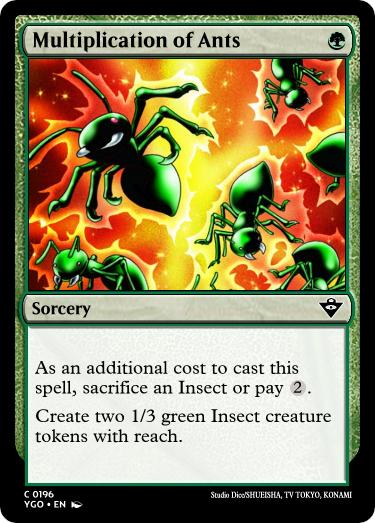 Multiplication of Ants
Sorcery
As an additional cost to cast this
spell, sacrifice an Insect or pay 2.
Create two 1/3 green Insect creature
tokens with reach.
C 0196
YGO • EN
Studio Dice/SHUEISHA, TV TOKYO, KONAMI